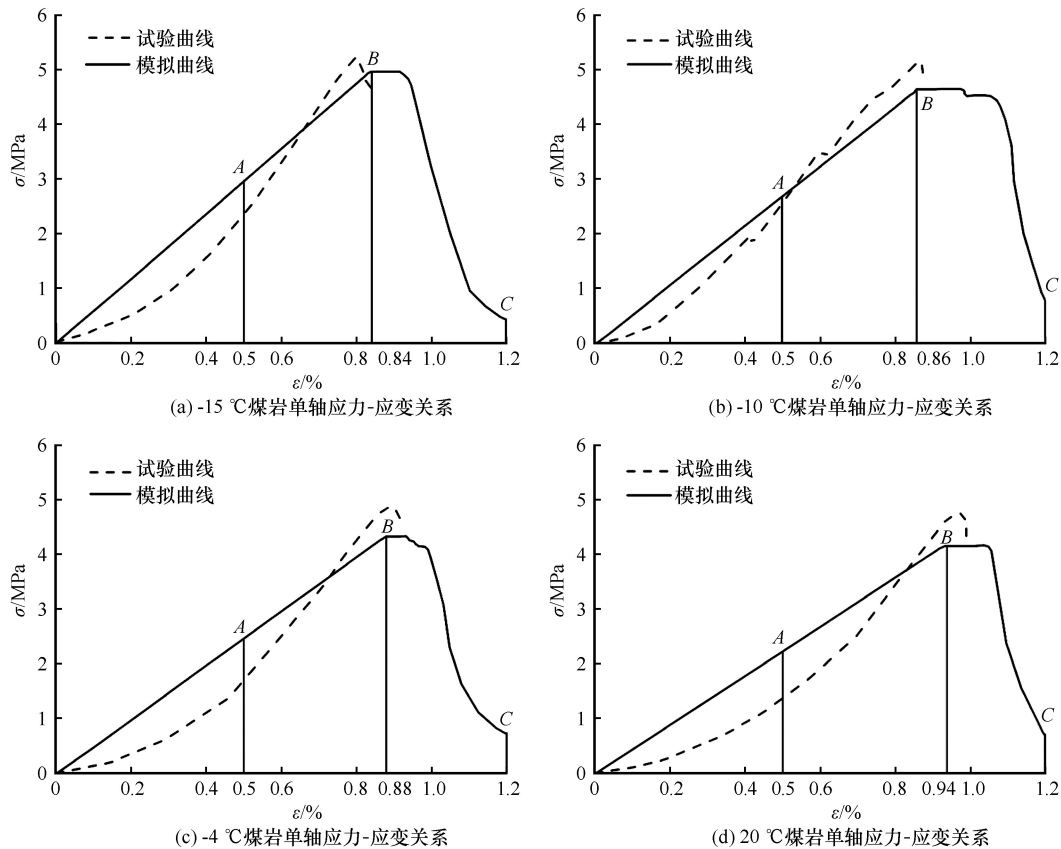 6
5
4
3
2
1
0
σ/MPa
试验曲线
模拟曲线
A
B
C
0
0.2
0.4
0.5
0.6
0.8
0.84
1.0
1.2
ε/%
(a) -15 ℃煤岩单轴应力-应变关系
6
5
4
3
2
1
0
σ/MPa
试验曲线
模拟曲线
A
B
C
0
0.2
0.4
0.5
0.6
0.8
0.86
1.0
1.2
ε/%
(b) -10 ℃煤岩单轴应力-应变关系
6
5
4
3
2
1
0
σ/MPa
试验曲线
模拟曲线
A
B
C
0
0.2
0.4
0.5
0.6
0.8
0.88
1.0
1.2
ε/%
(c) -4 ℃煤岩单轴应力-应变关系
6
5
4
3
2
1
0
σ/MPa
试验曲线
模拟曲线
A
B
C
0
0.2
0.4
0.5
0.6
0.8
0.94
1.0
1.2
ε/%
(d) 20 ℃煤岩单轴应力-应变关系